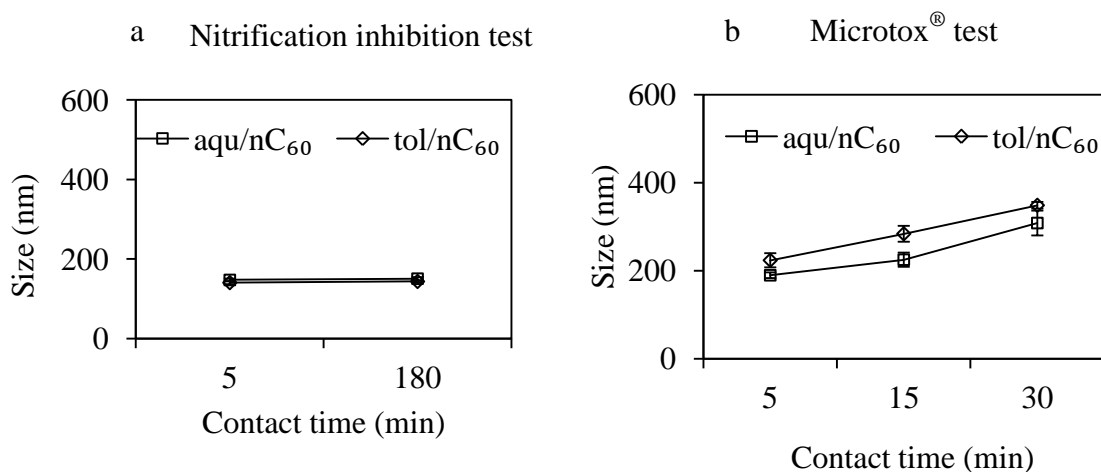 a Nitrification inhibition test
600
400
200
0
Size (nm)
aqu/nC₆₀ tol/nC₆₀
5 180
Contact time (min)
b Microtox® test
600
400
200
0
Size (nm)
aqu/nC₆₀ tol/nC₆₀
5 15 30
Contact time (min)